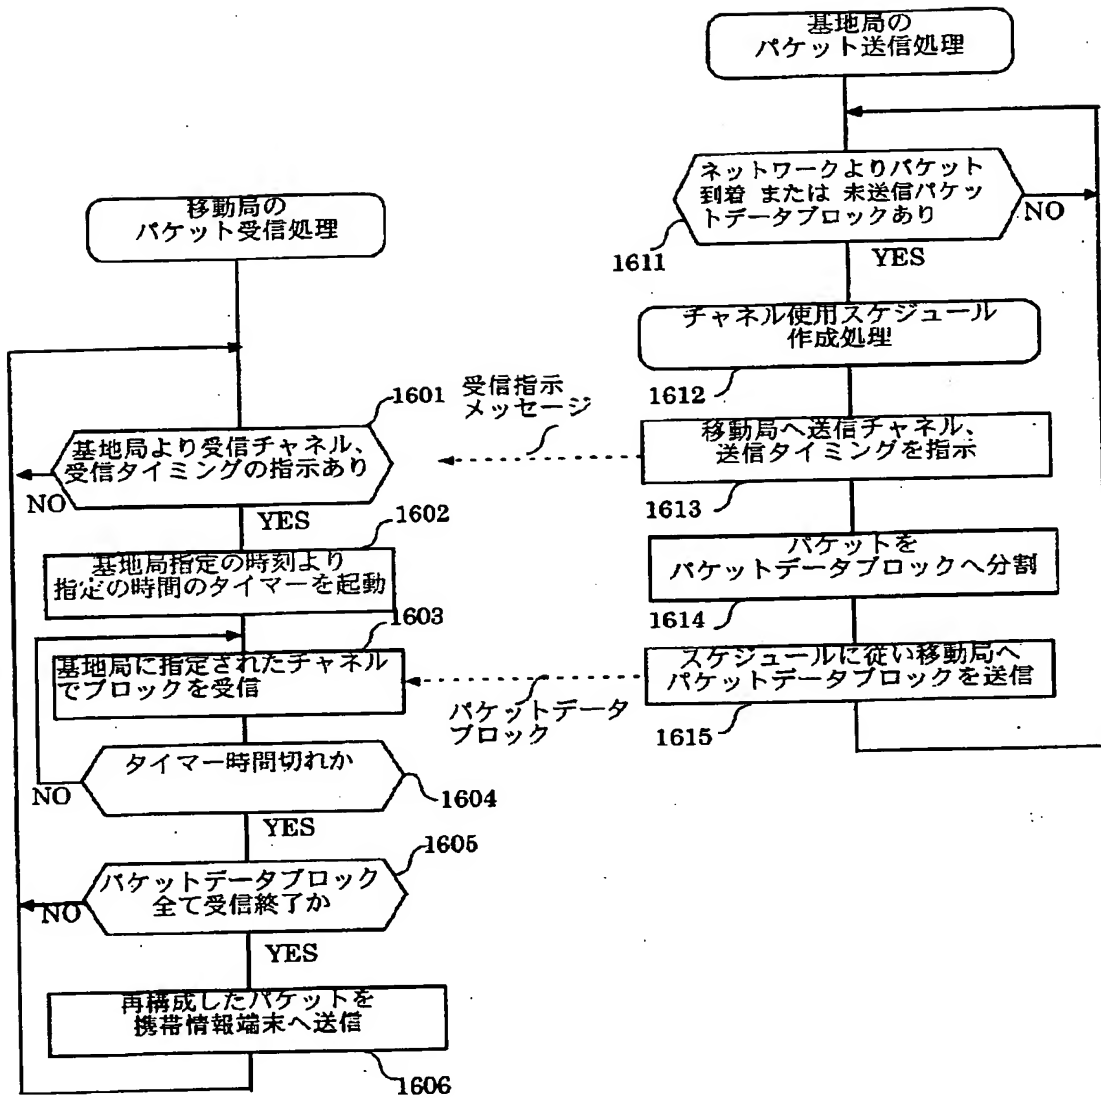 基地局の
パケット送信処理
ネットワークよりパケット
到着 または 未送信パケッ
トデータブロックあり
NO
1611
YES
チャネル使用スケジュール
作成処理
1612
移動局へ送信チャネル、
送信タイミングを指示
1613
パケットを
パケットデータブロックへ分割
1614
スケジュールに従い移動局へ
パケットデータブロックを送信
1615
移動局の
パケット受信処理
1601
受信指示
メッセージ
基地局より受信チャネル、
受信タイミングの指示あり
NO
YES
1602
基地局指定の時刻より
指定の時間のタイマーを起動
1603
基地局に指定されたチャネル
でブロックを受信
パケットデータ
ブロック
タイマー時間切れか
NO
1604
YES
1605
パケットデータブロック
全て受信終了か
NO
YES
再構成したパケットを
携帯情報端末へ送信
1606